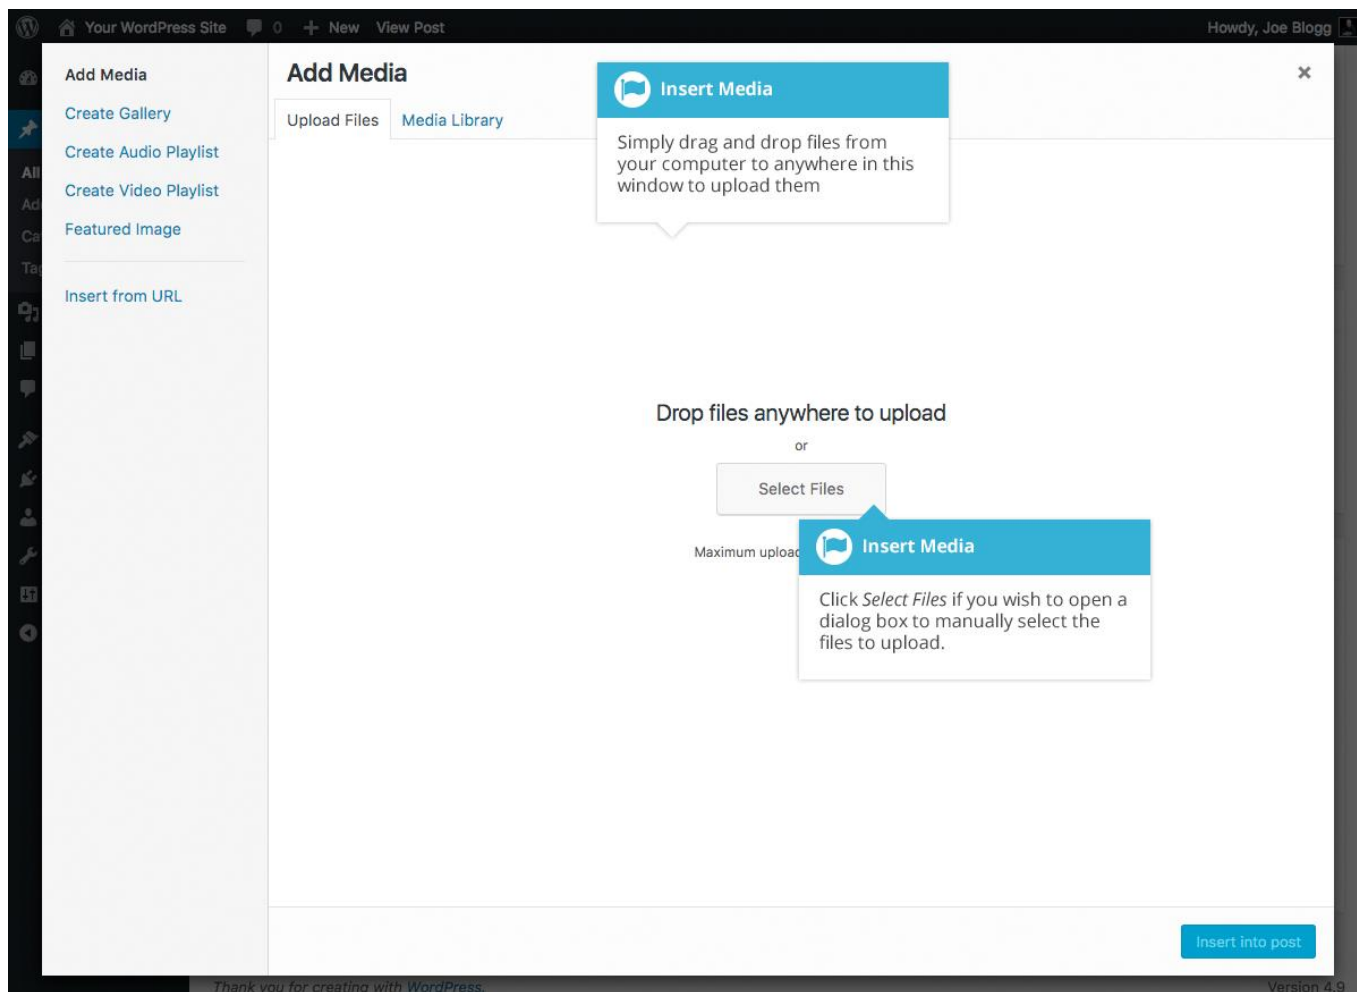 Your WordPress Site 0 + New View Post Howdy, Joe Blogg
Add Media
Create Gallery
Create Audio Playlist
Create Video Playlist
Featured Image
Insert from URL
All
Add Media
Upload Files Media Library
Insert Media
Simply drag and drop files from
your computer to anywhere in this
window to upload them
Drop files anywhere to upload
or
Select Files
Maximum
Insert Media
Click Select Files if you wish to open a
dialog box to manually select the
files to upload.
Insert into post
Thank you for creating with WordPress.
Version 4.9